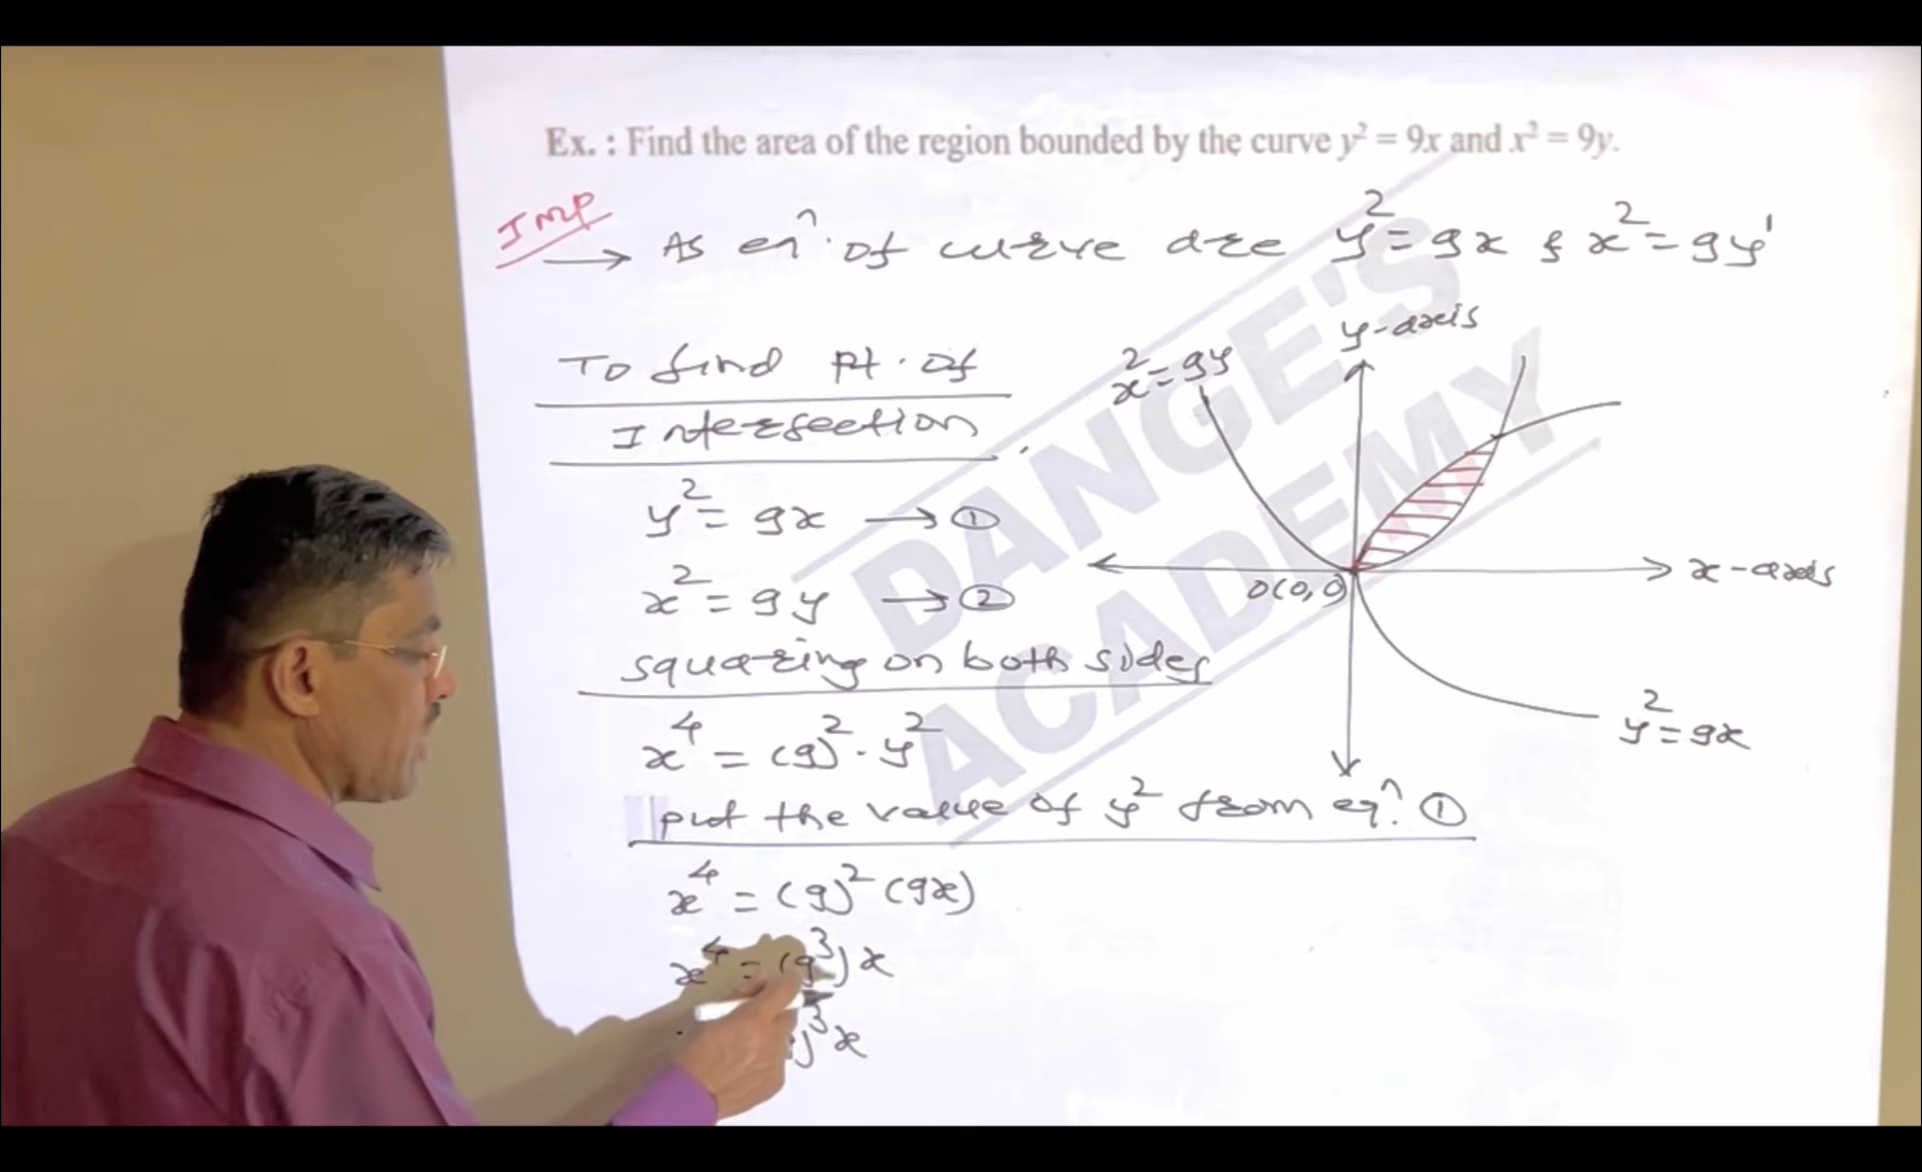 Ex. : Find the area of the region bounded by the curve y² = 9x and x² = 9y.
IMP
→ As eqⁿ. of curve are y² = 9x & x² = 9y
To find Pt. of
Intersection.
y² = 9x → ①
x² = 9y → ②
squaring on both sides
x⁴ = (9)² · y²
put the value of y² from eqⁿ. ①
x⁴ = (9)² (9x)
x⁴ = (9³) x
)³ x
y-axis
x² = 9y
x-axis
O(0,0)
y² = 9x
DANGE'S
ACADEMY